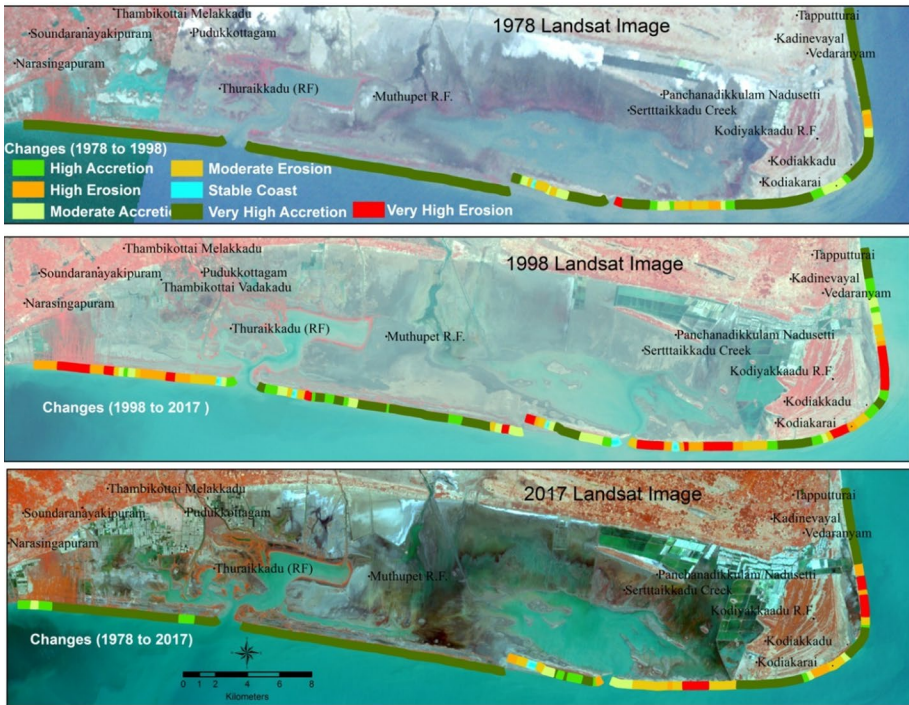 Thambikottai Melakkadu
1978 Landsat Image
Tapputturai
Soundaranayakipuram
Pudukkottagam
Kadinevayal
Vedaranyam
Narasingapuram
Thuraikkadu (RF)
Muthupet R.F.
Panchanadikkulam Nadusetti
Sertttaikkadu Creek
Kodiyakkaadu R.F.
Changes (1978 to 1998)
Kodiakkadu
High Accretion
Moderate Erosion
Kodiakarai
High Erosion
Stable Coast
Moderate Accretic
Very High Accretion
Very High Erosion
Thambikottai Melakkadu
1998 Landsat Image
Tapputturai
Soundaranayakipuram
Pudukkottagam
Kadinevayal
Thambikottai Vadakadu
Vedaranyam
Narasingapuram
Thuraikkadu (RF)
Muthupet R.F.
Panchanadikkulam Nadusetti
Sertttaikkadu Creek
Kodiyakkaadu R.F.
Changes (1998 to 2017 )
Kodiakkadu
Kodiakarai
Thambikottai Melakkadu
2017 Landsat Image
Tapputturai
Soundaranayakipuram
Pudukkottagam
Kadinevayal
Vedaranyam
Narasingapuram
Thuraikkadu (RF)
Muthupet R.F.
Panchanadikkulam Nadusetti
Sertttaikkadu Creek
Kodiyakkaadu R.F.
Changes (1978 to 2017)
Kodiakkadu
Kodiakarai
0 1 2 4 6 8
Kilometers